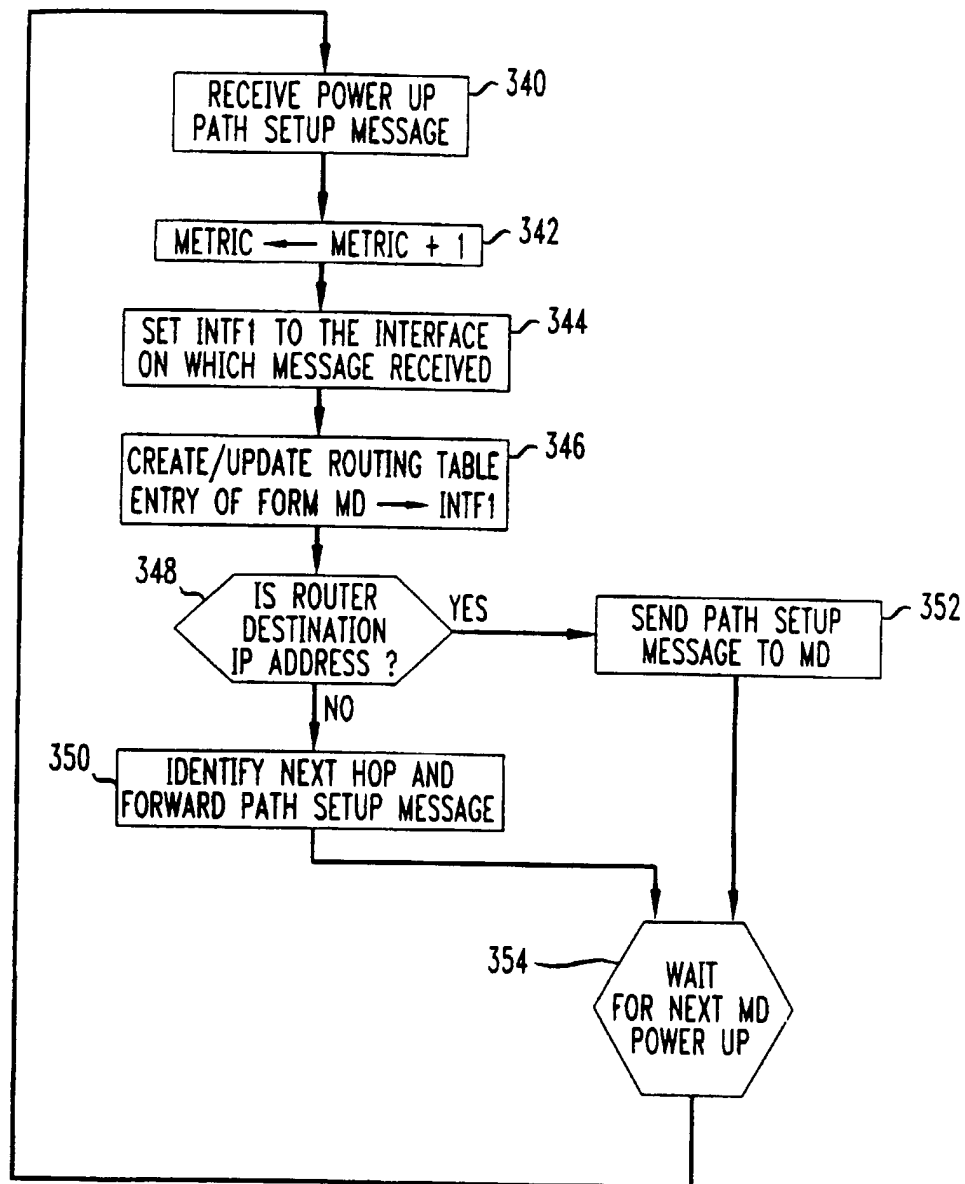 RECEIVE POWER UP
PATH SETUP MESSAGE
340
METRIC ← METRIC + 1
342
SET INTF1 TO THE INTERFACE
ON WHICH MESSAGE RECEIVED
344
CREATE/UPDATE ROUTING TABLE
ENTRY OF FORM MD → INTF1
346
348
IS ROUTER
DESTINATION
IP ADDRESS ?
YES
SEND PATH SETUP
MESSAGE TO MD
352
NO
350
IDENTIFY NEXT HOP AND
FORWARD PATH SETUP MESSAGE
354
WAIT
FOR NEXT MD
POWER UP